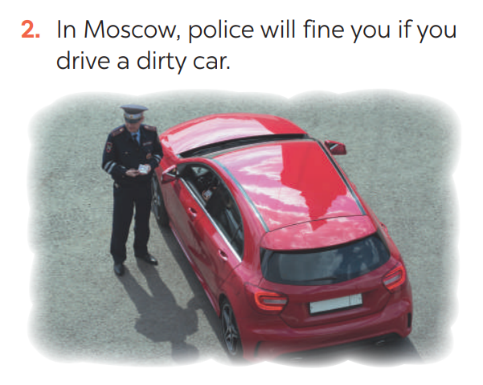 2. In Moscow, police will fine you if you
drive a dirty car.